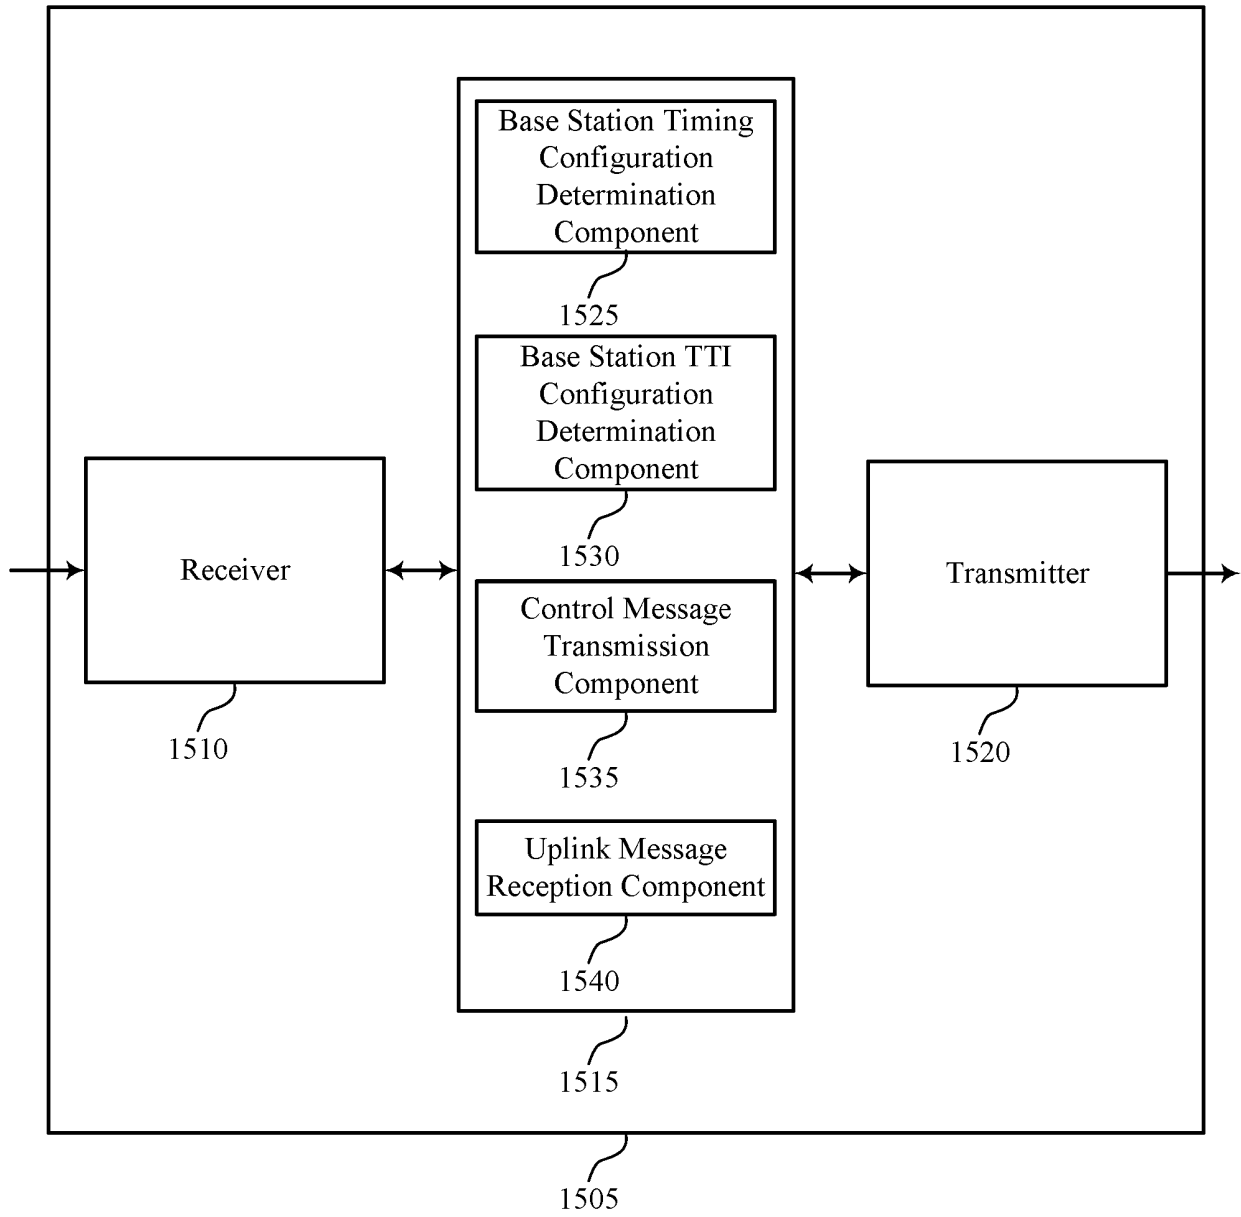 Base Station Timing
Configuration
Determination
Component
1525
Base Station TTI
Configuration
Determination
Component
1530
Receiver
1510
Control Message
Transmission
Component
1535
Transmitter
1520
Uplink Message
Reception Component
1540
1515
1505